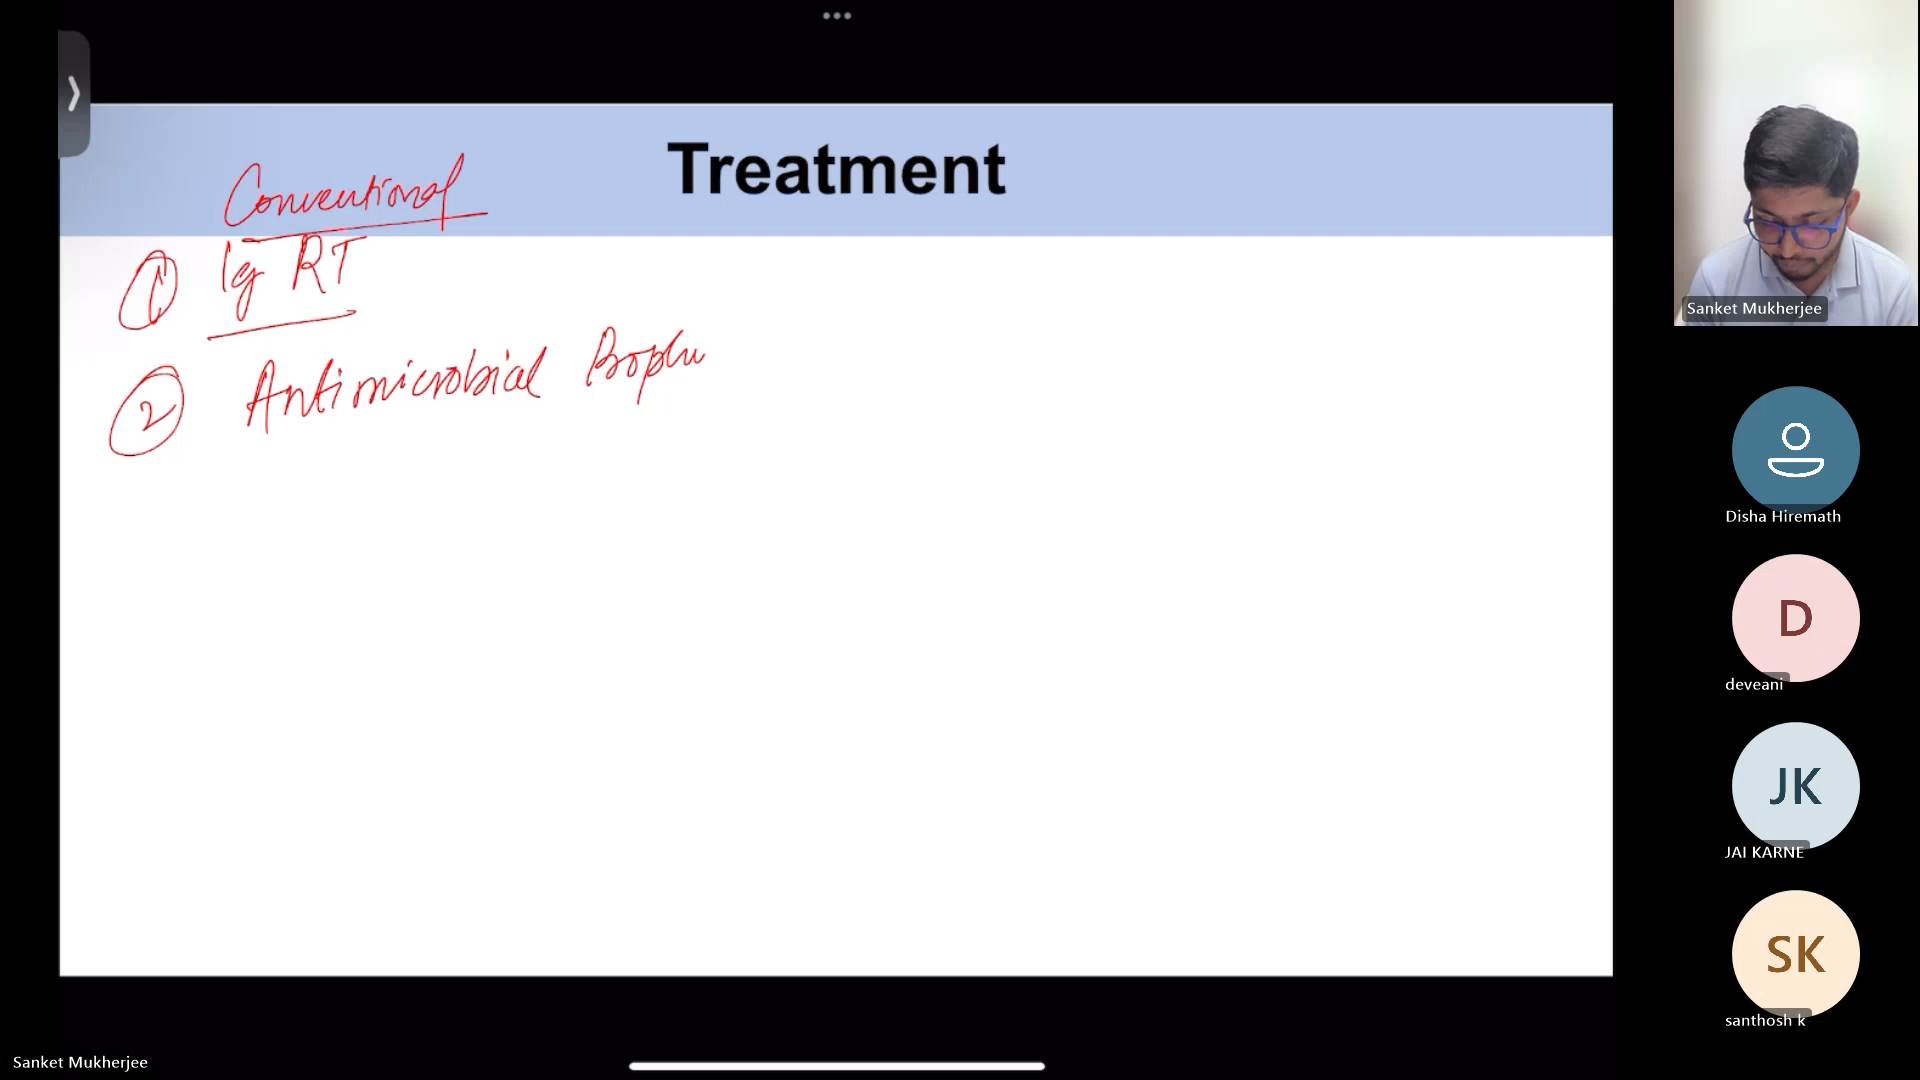 Treatment
Conventional
① Ig RT
② Antimicrobial Prophy
Sanket Mukherjee
Disha Hiremath
D
deveani
JK
JAI KARNE
SK
santhosh k
Sanket Mukherjee